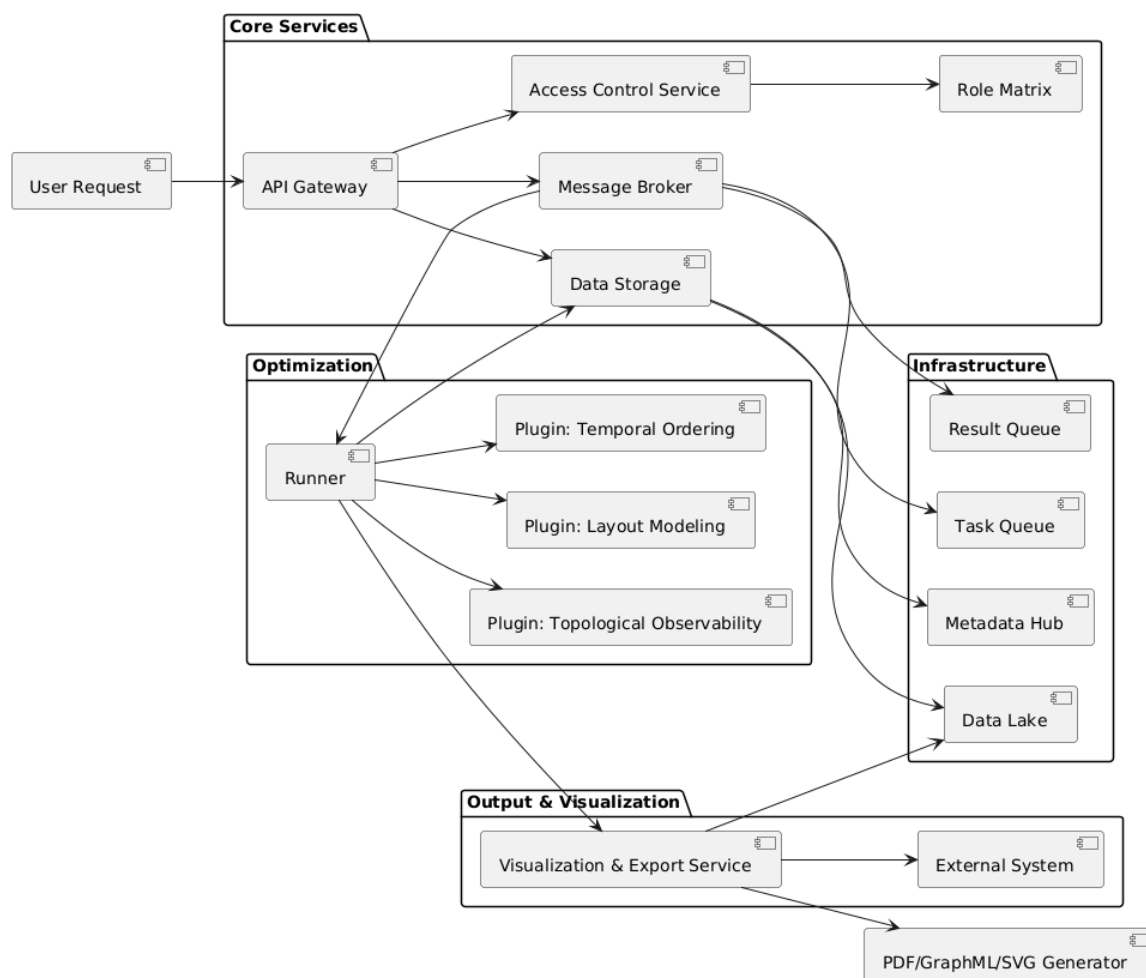 Core Services
Access Control Service
Role Matrix
User Request
API Gateway
Message Broker
Data Storage
Optimization
Infrastructure
Plugin: Temporal Ordering
Result Queue
Runner
Plugin: Layout Modeling
Task Queue
Plugin: Topological Observability
Metadata Hub
Data Lake
Output & Visualization
Visualization & Export Service
External System
PDF/GraphML/SVG Generator